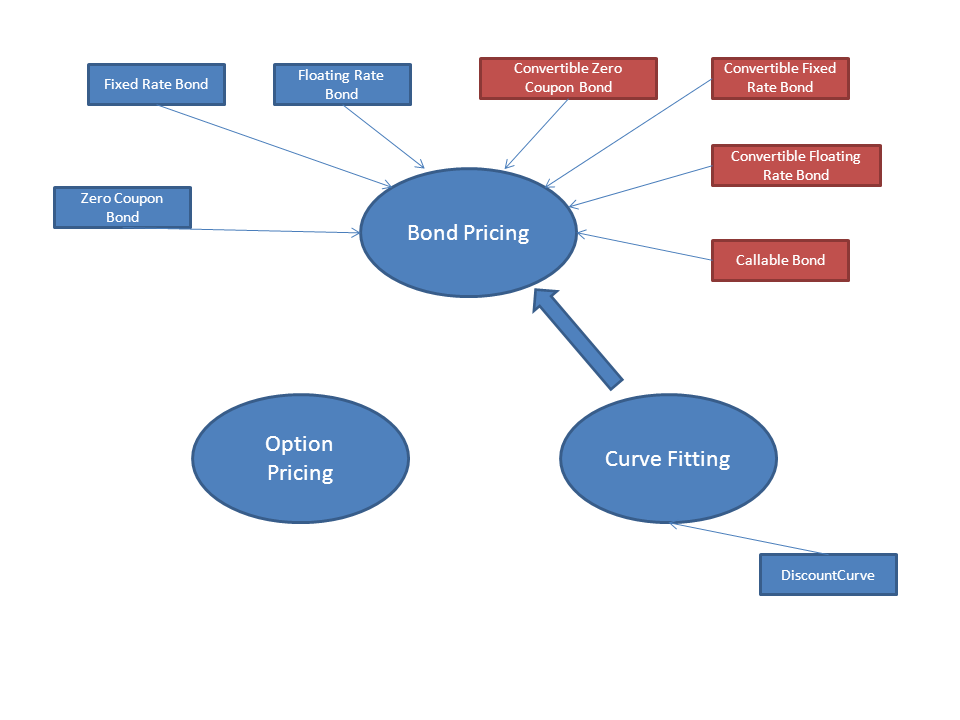 Fixed Rate Bond
Floating Rate
Bond
Convertible Zero
Coupon Bond
Convertible Fixed
Rate Bond
Convertible Floating
Rate Bond
Zero Coupon
Bond
Bond Pricing
Callable Bond
Option
Pricing
Curve Fitting
DiscountCurve